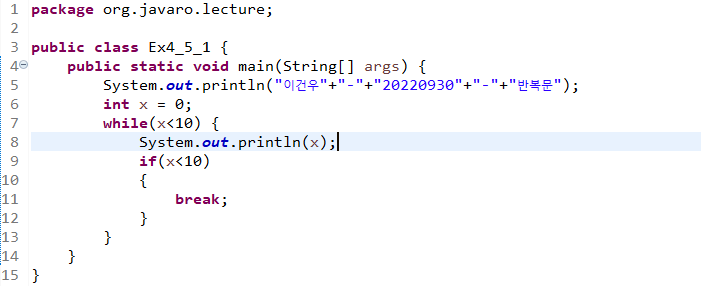 1 package org.javaro.lecture;
2
3 public class Ex4_5_1 {
4 public static void main(String[] args) {
5 System.out.println("이건우"+"-"+"20220930"+"-"+"반복문");
6 int x = 0;
7 while(x<10) {
8 System.out.println(x);
9 if(x<10)
10 {
11 break;
12 }
13 }
14 }
15 }